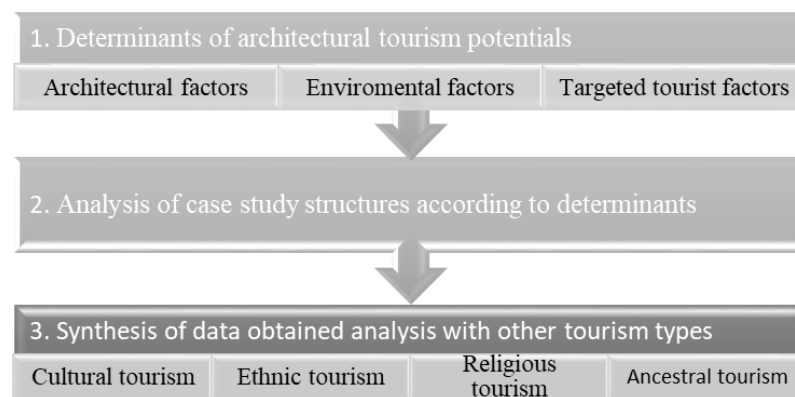 1. Determinants of architectural tourism potentials
Architectural factors
Enviromental factors
Targeted tourist factors
2. Analysis of case study structures according to determinants
3. Synthesis of data obtained analysis with other tourism types
Cultural tourism
Ethnic tourism
Religious
tourism
Ancestral tourism